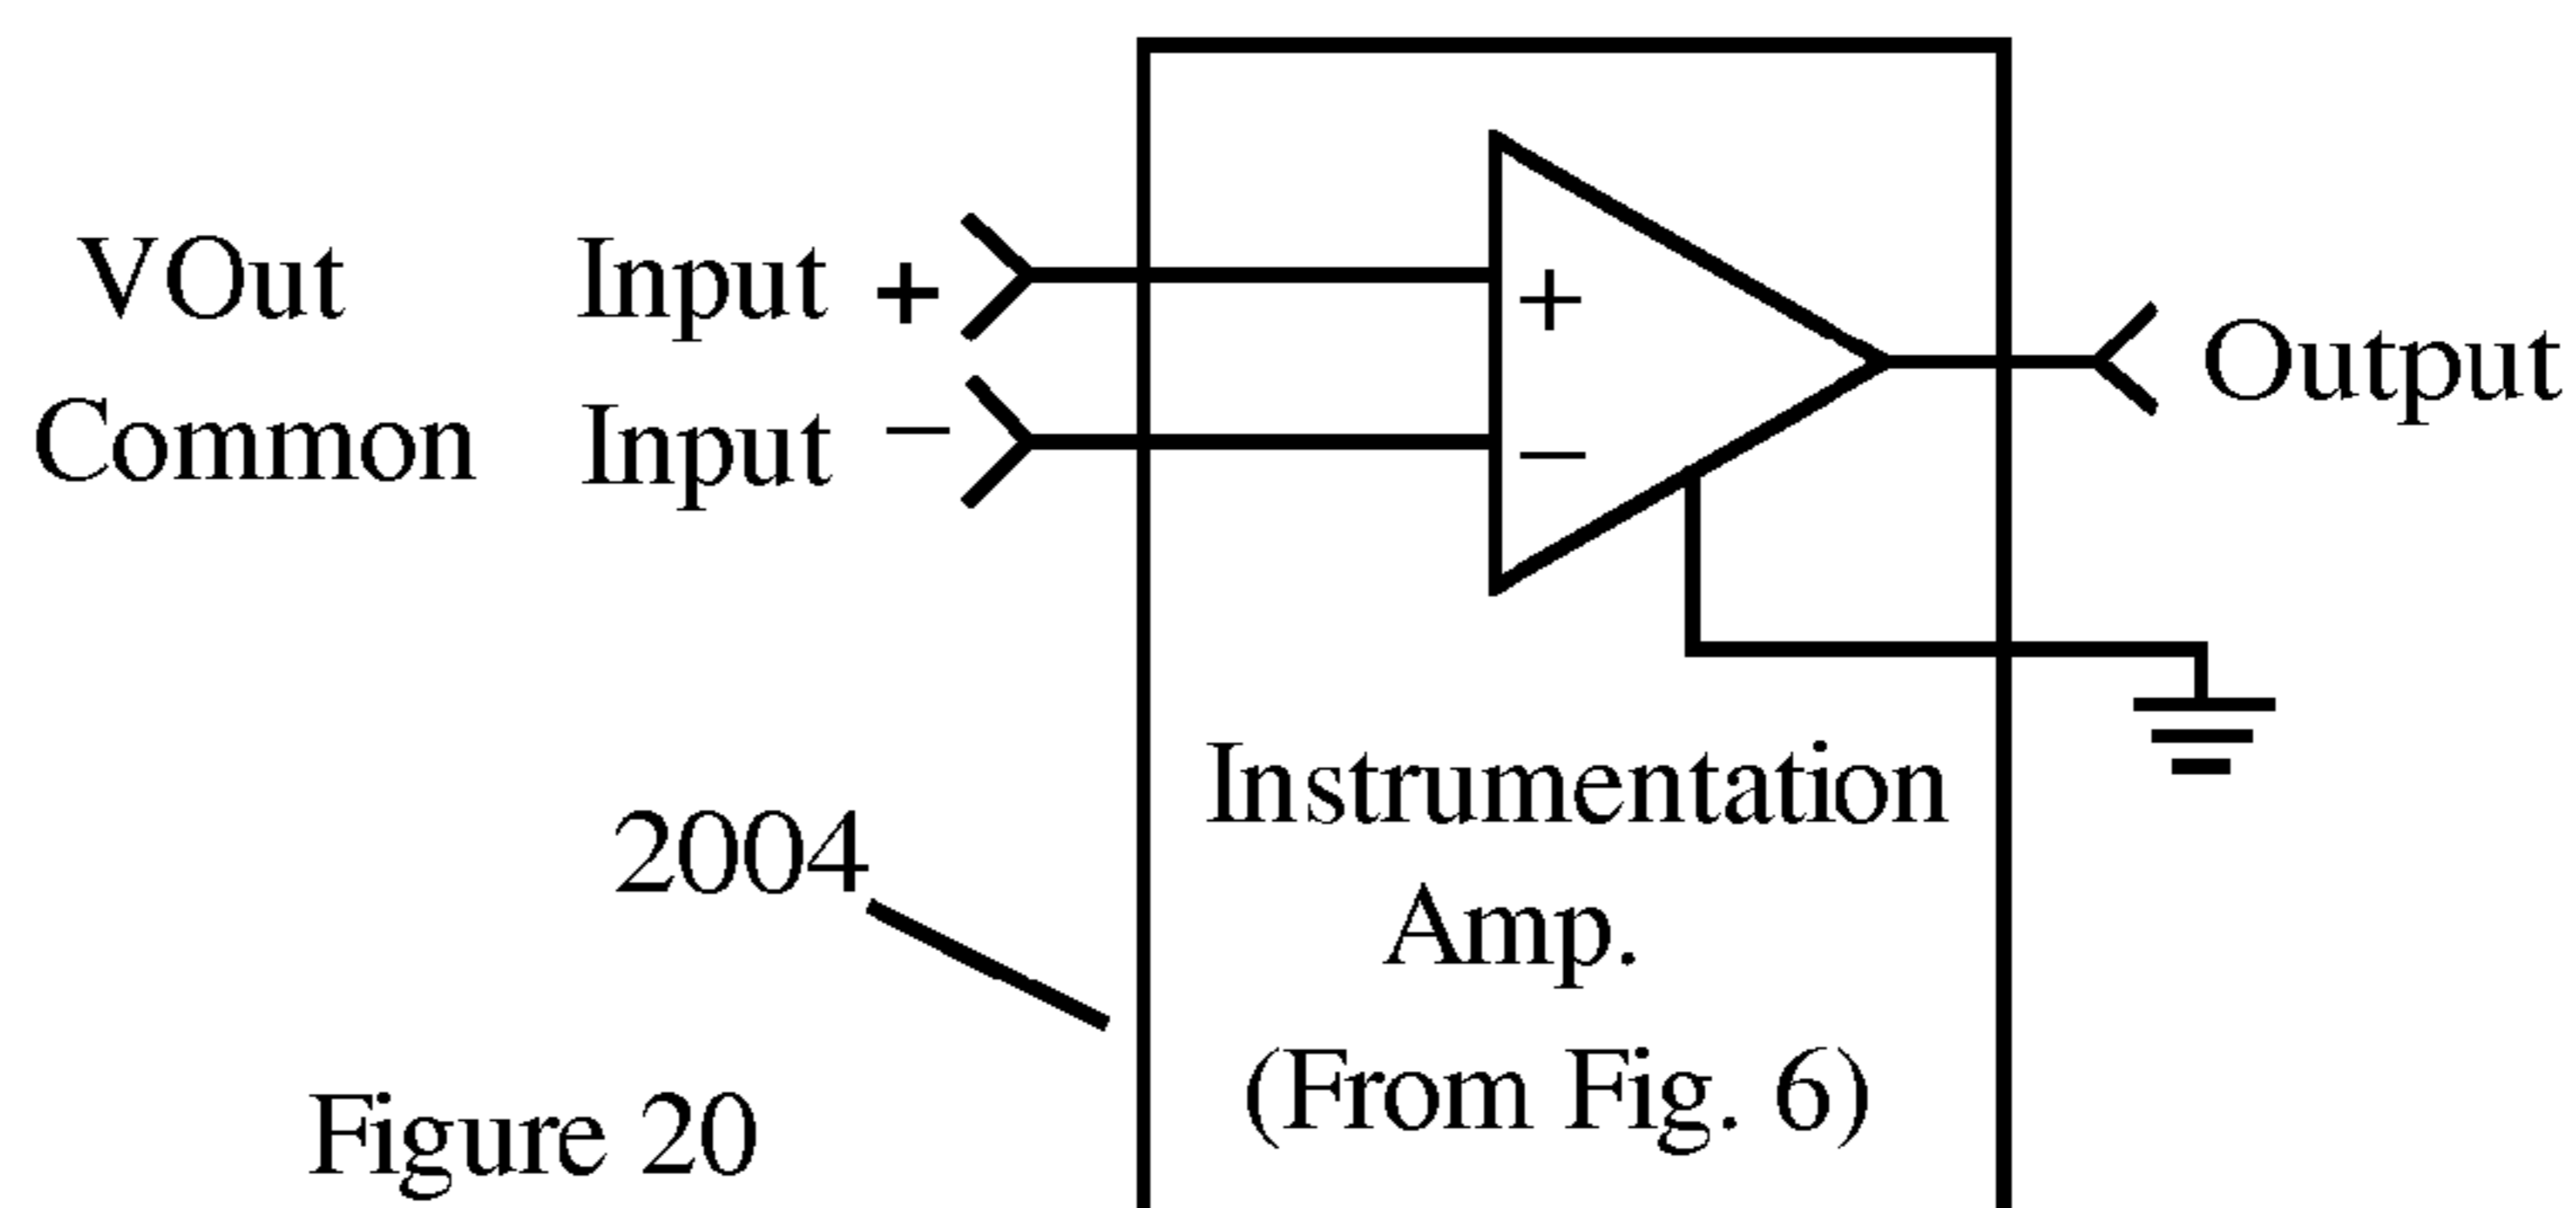 VOut Input +
+
Output
Common Input −
−
Instrumentation
Amp.
(From Fig. 6)
2004
Figure 20